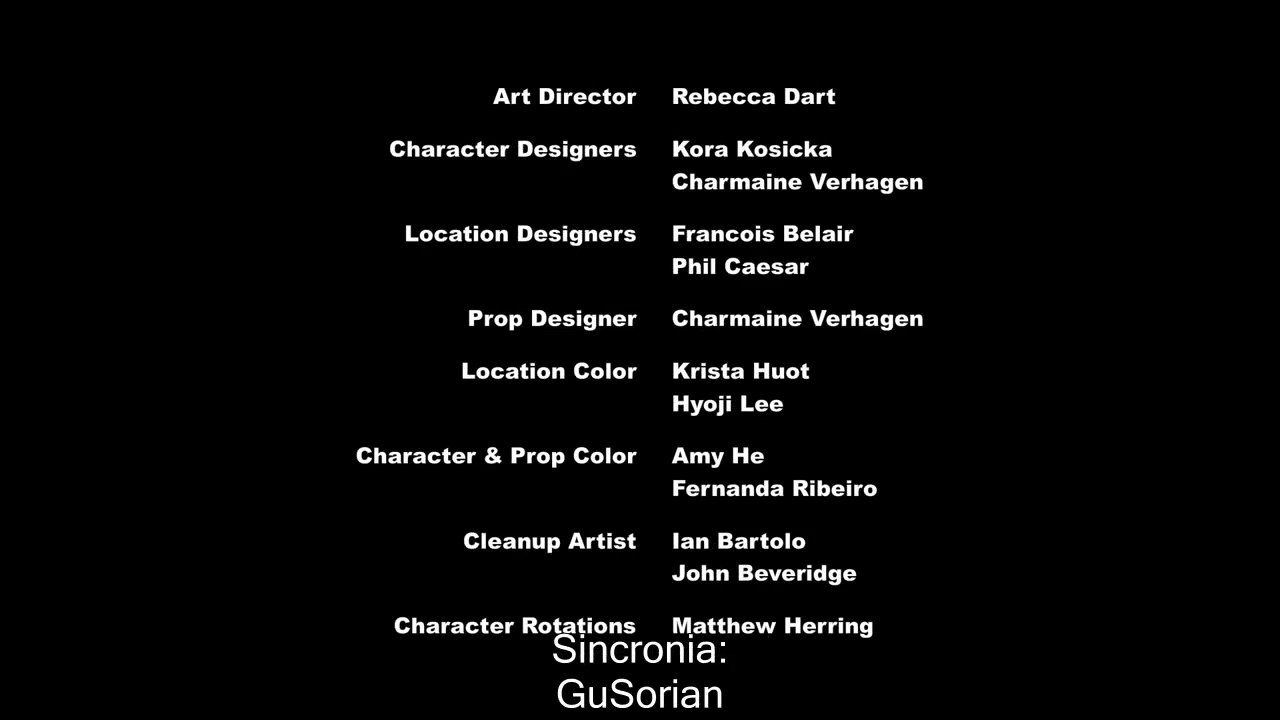 Art Director Rebecca Dart
Character Designers Kora Kosicka
Charmaine Verhagen
Location Designers Francois Belair
Phil Caesar
Prop Designer Charmaine Verhagen
Location Color Krista Huot
Hyoji Lee
Character & Prop Color Amy He
Fernanda Ribeiro
Cleanup Artist Ian Bartolo
John Beveridge
Character Rotations Matthew Herring
Sincronia:
GuSorian